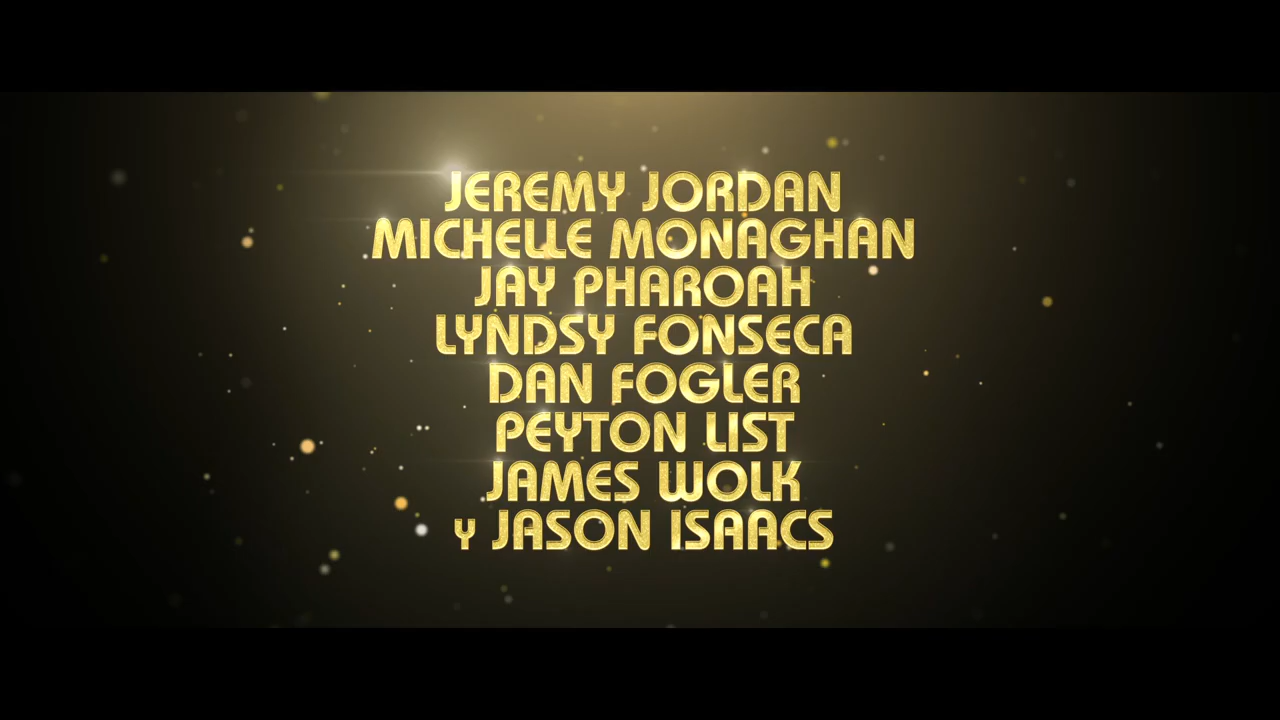 JEREMY JORDAN
MICHELLE MONAGHAN
JAY PHAROAH
LYNDSY FONSECA
DAN FOGLER
PEYTON LIST
JAMES WOLK
Y JASON ISAACS